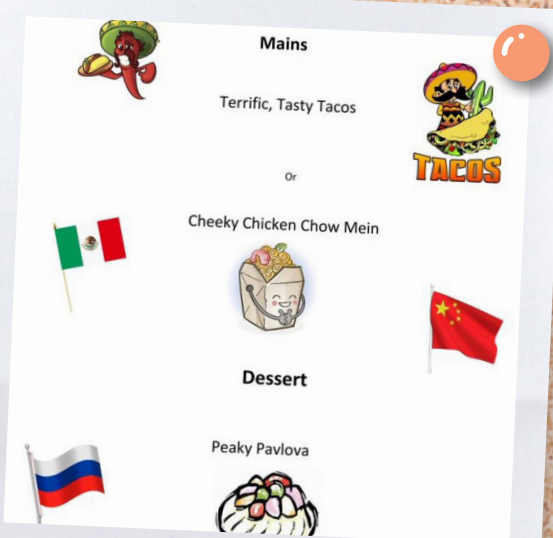 Mains
Terrific, Tasty Tacos
TACOS
Or
Cheeky Chicken Chow Mein
Dessert
Peaky Pavlova